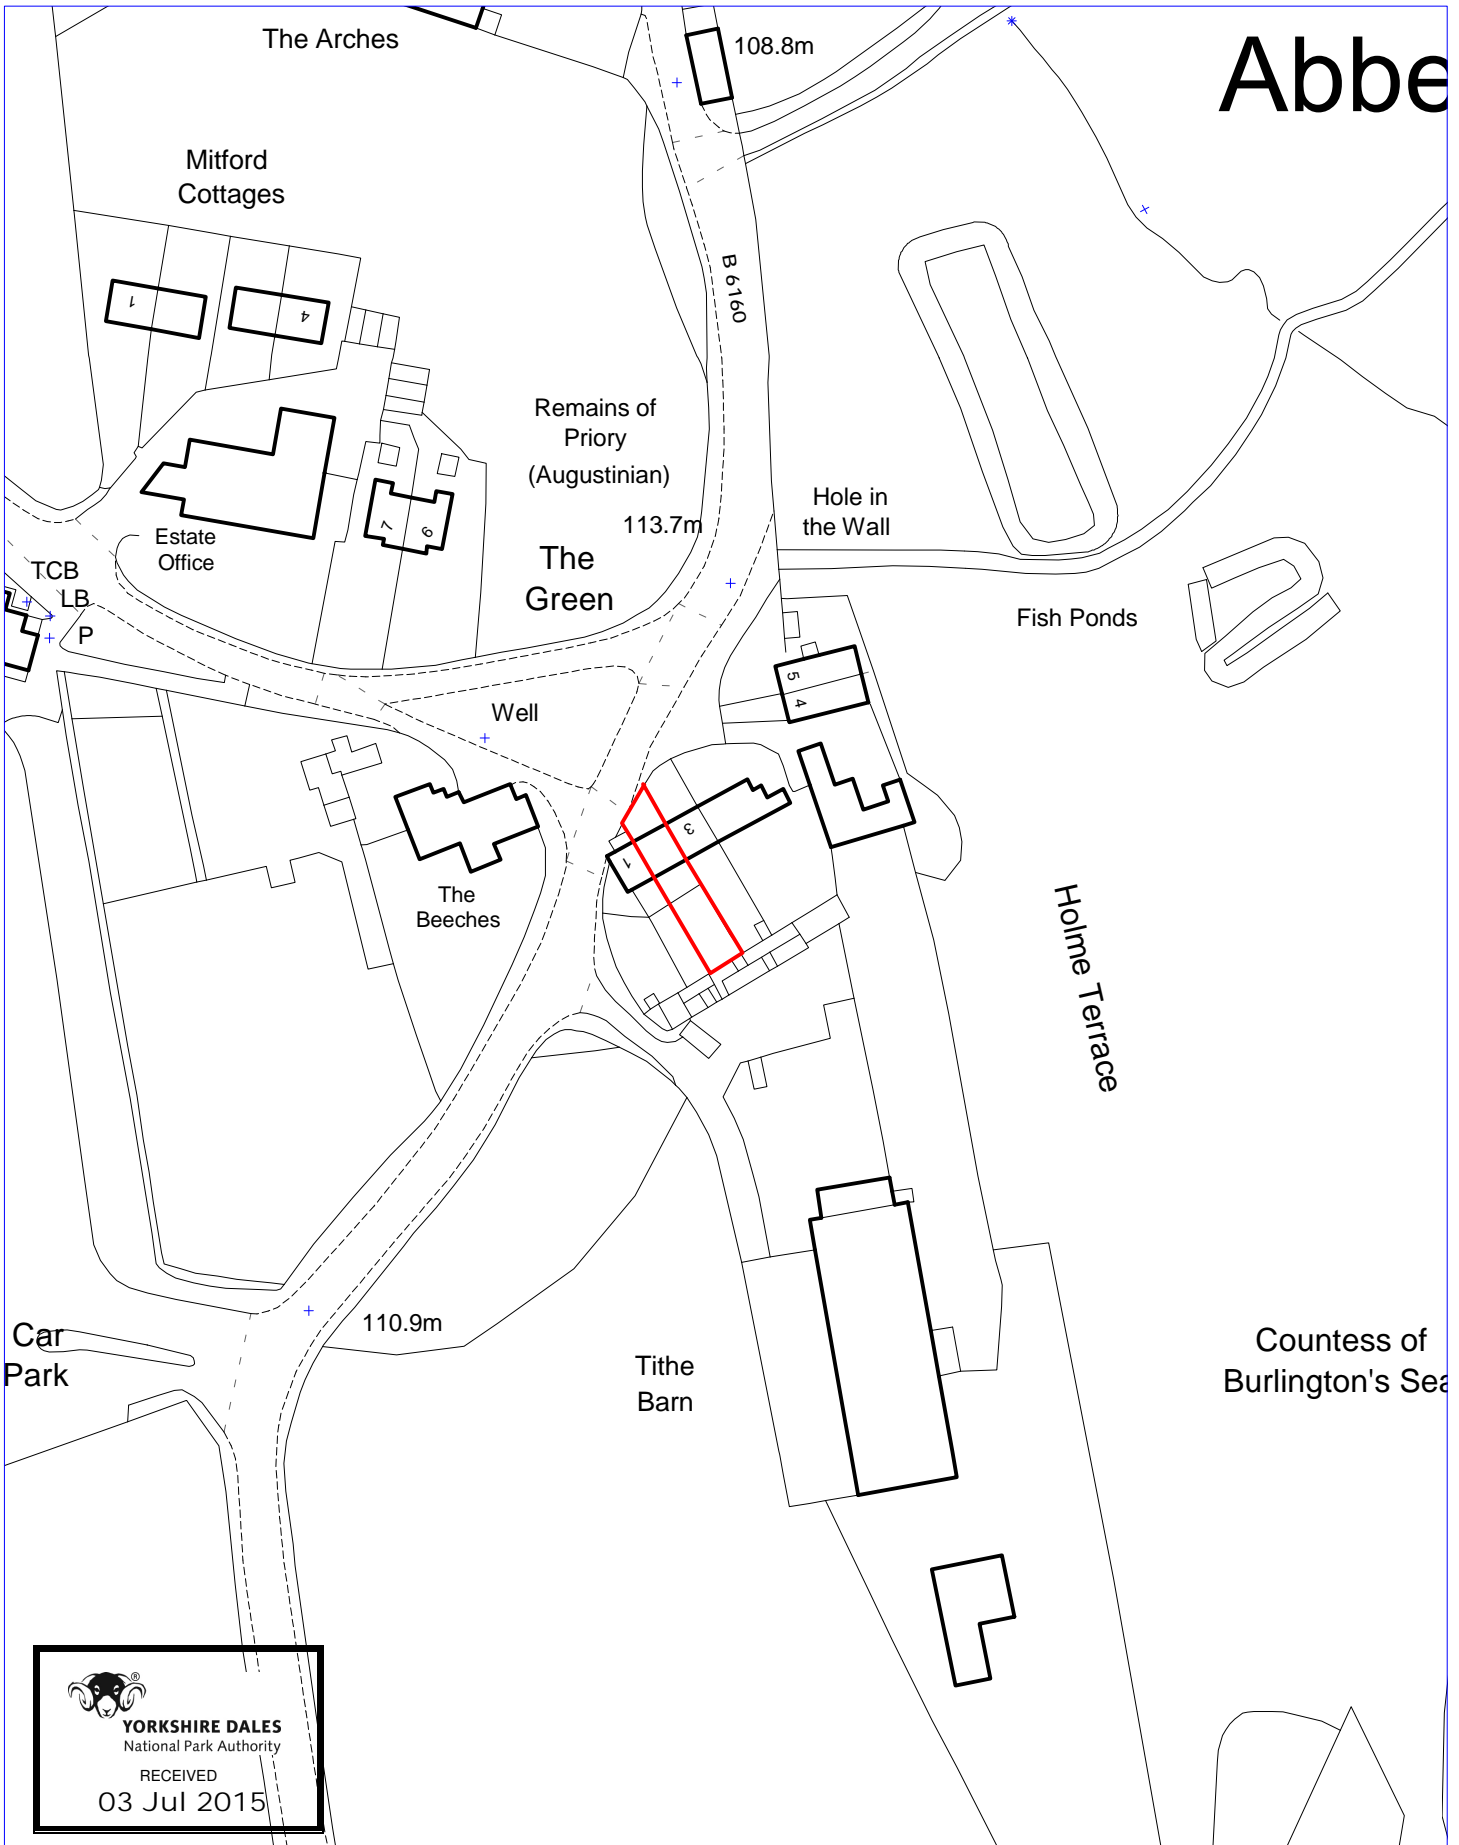 The Arches
108.8m
Abbe
Mitford
Cottages
1
4
B 6160
Remains of
Priory
(Augustinian)
113.7m
Hole in
the Wall
7
6
Estate
Office
The
Green
TCB
LB
P
Fish Ponds
5
4
Well
3
1
The
Beeches
Holme Terrace
Car
Park
110.9m
Tithe
Barn
Countess of
Burlington's Sea
®
YORKSHIRE DALES
National Park Authority
RECEIVED
03 Jul 2015